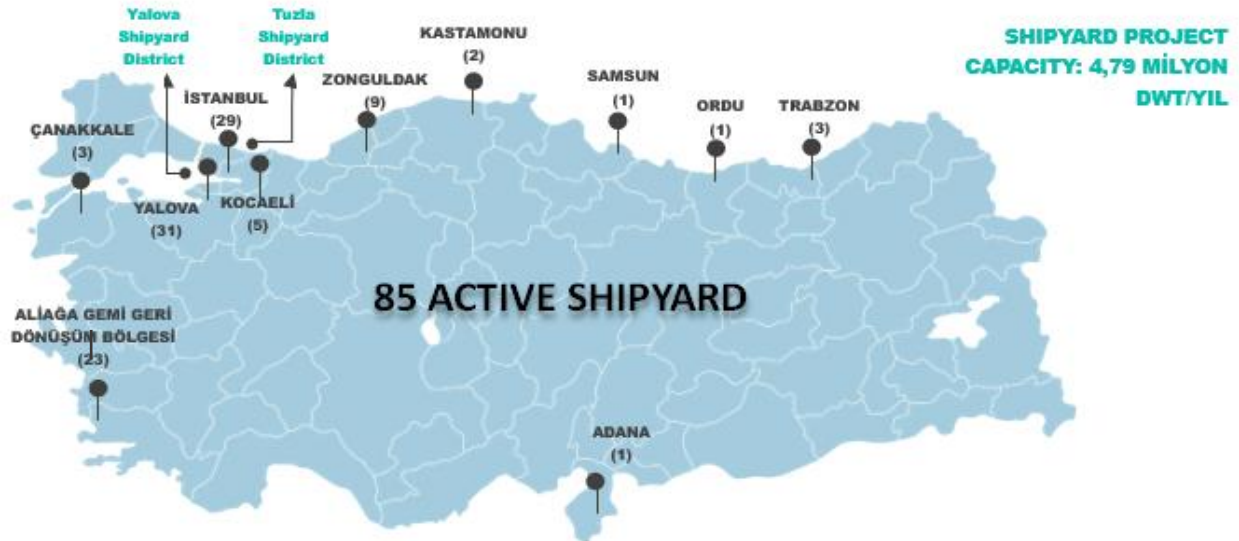 Yalova
Shipyard
District
Tuzla
Shipyard
District
KASTAMONU
(2)
SHIPYARD PROJECT
CAPACITY: 4,79 MİLYON
DWT/YIL
ZONGULDAK
(9)
SAMSUN
(1)
İSTANBUL
(29)
ORDU
(1)
TRABZON
(3)
ÇANAKKALE
(3)
YALOVA
(31)
KOCAELİ
(5)
85 ACTIVE SHIPYARD
ALİAĞA GEMİ GERİ
DÖNÜŞÜM BÖLGESİ
(23)
ADANA
(1)